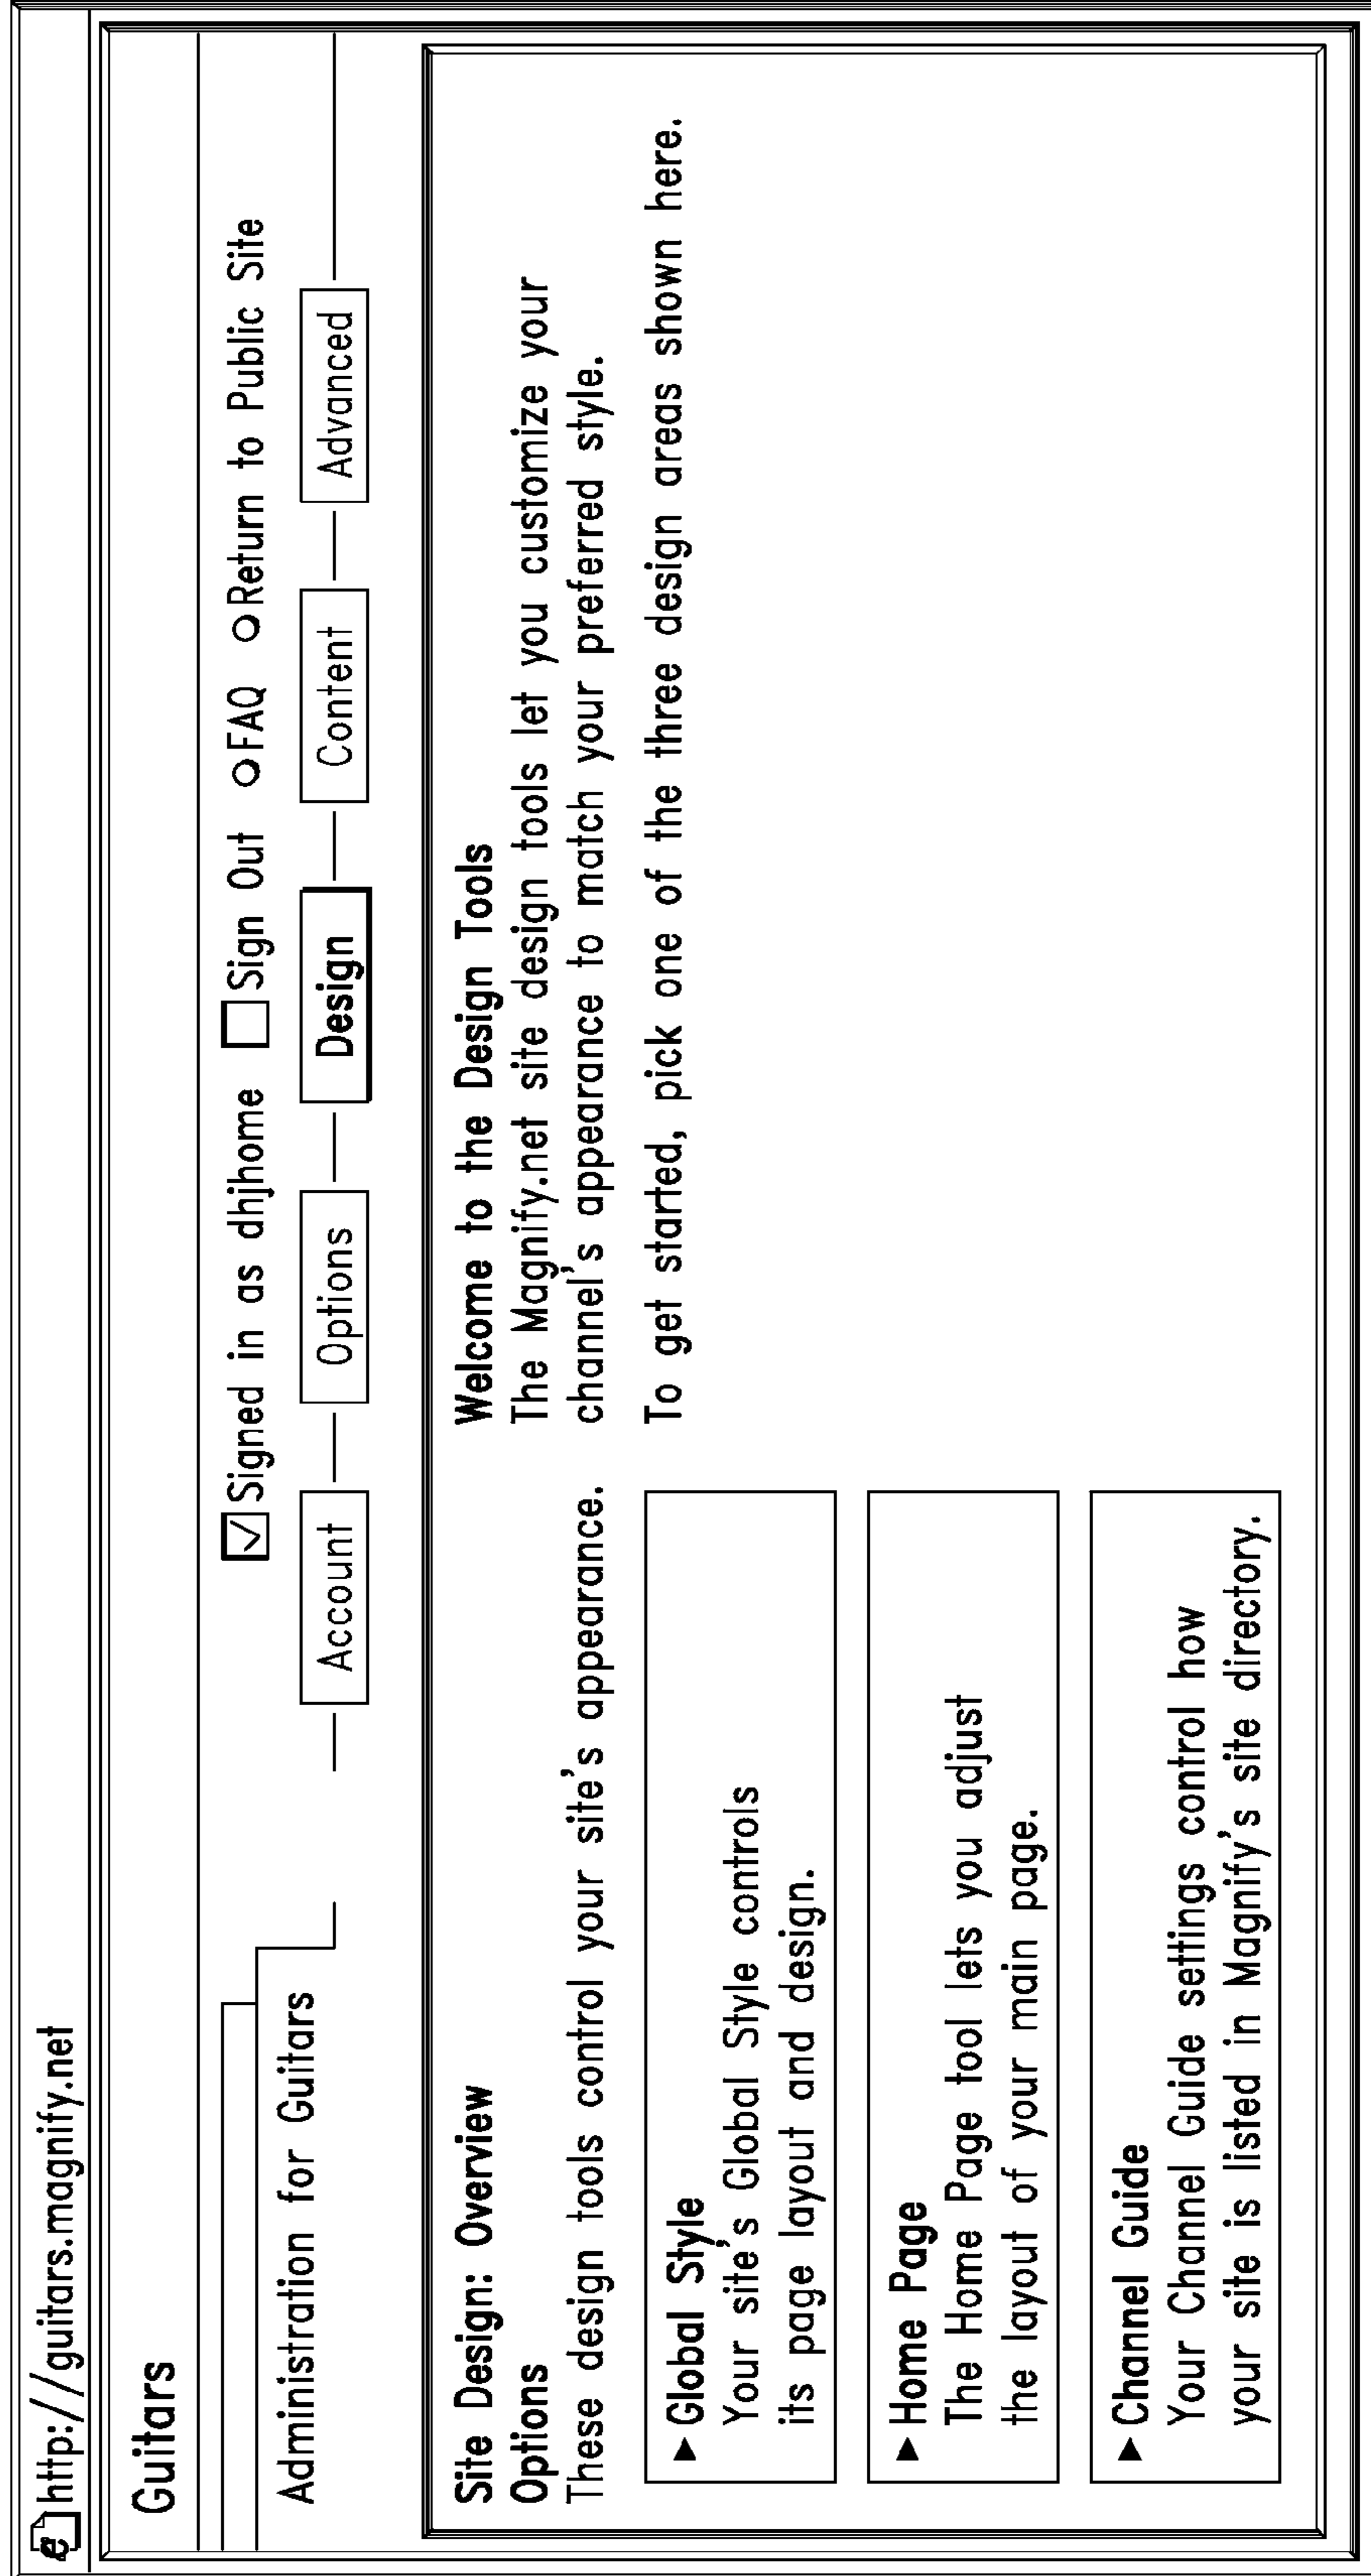 http:///guitars.magnify.net
Guitars
Signed in as dhjhome Sign Out FAQ Return to Public Site
Administration for Guitars
Account Options Design Content Advanced
Site Design: Overview
Options
These design tools control your site's appearance.
Global Style
Your site's Global Style controls
its page layout and design.
Home Page
The Home Page tool lets you adjust
the layout of your main page.
Channel Guide
Your Channel Guide settings control how
your site is listed in Magnify's site directory.
Welcome to the Design Tools
The Magnify.net site design tools let you customize your
channel's appearance to match your preferred style.
To get started, pick one of the three design areas shown here.